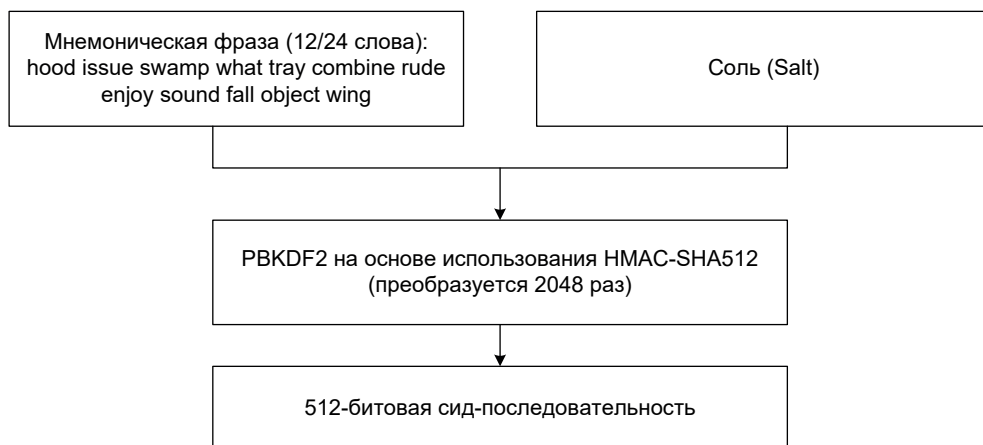 Мнемоническая фраза (12/24 слова):
hood issue swamp what tray combine rude
enjoy sound fall object wing
Соль (Salt)
PBKDF2 на основе использования HMAC-SHA512
(преобразуется 2048 раз)
512-битовая сид-последовательность